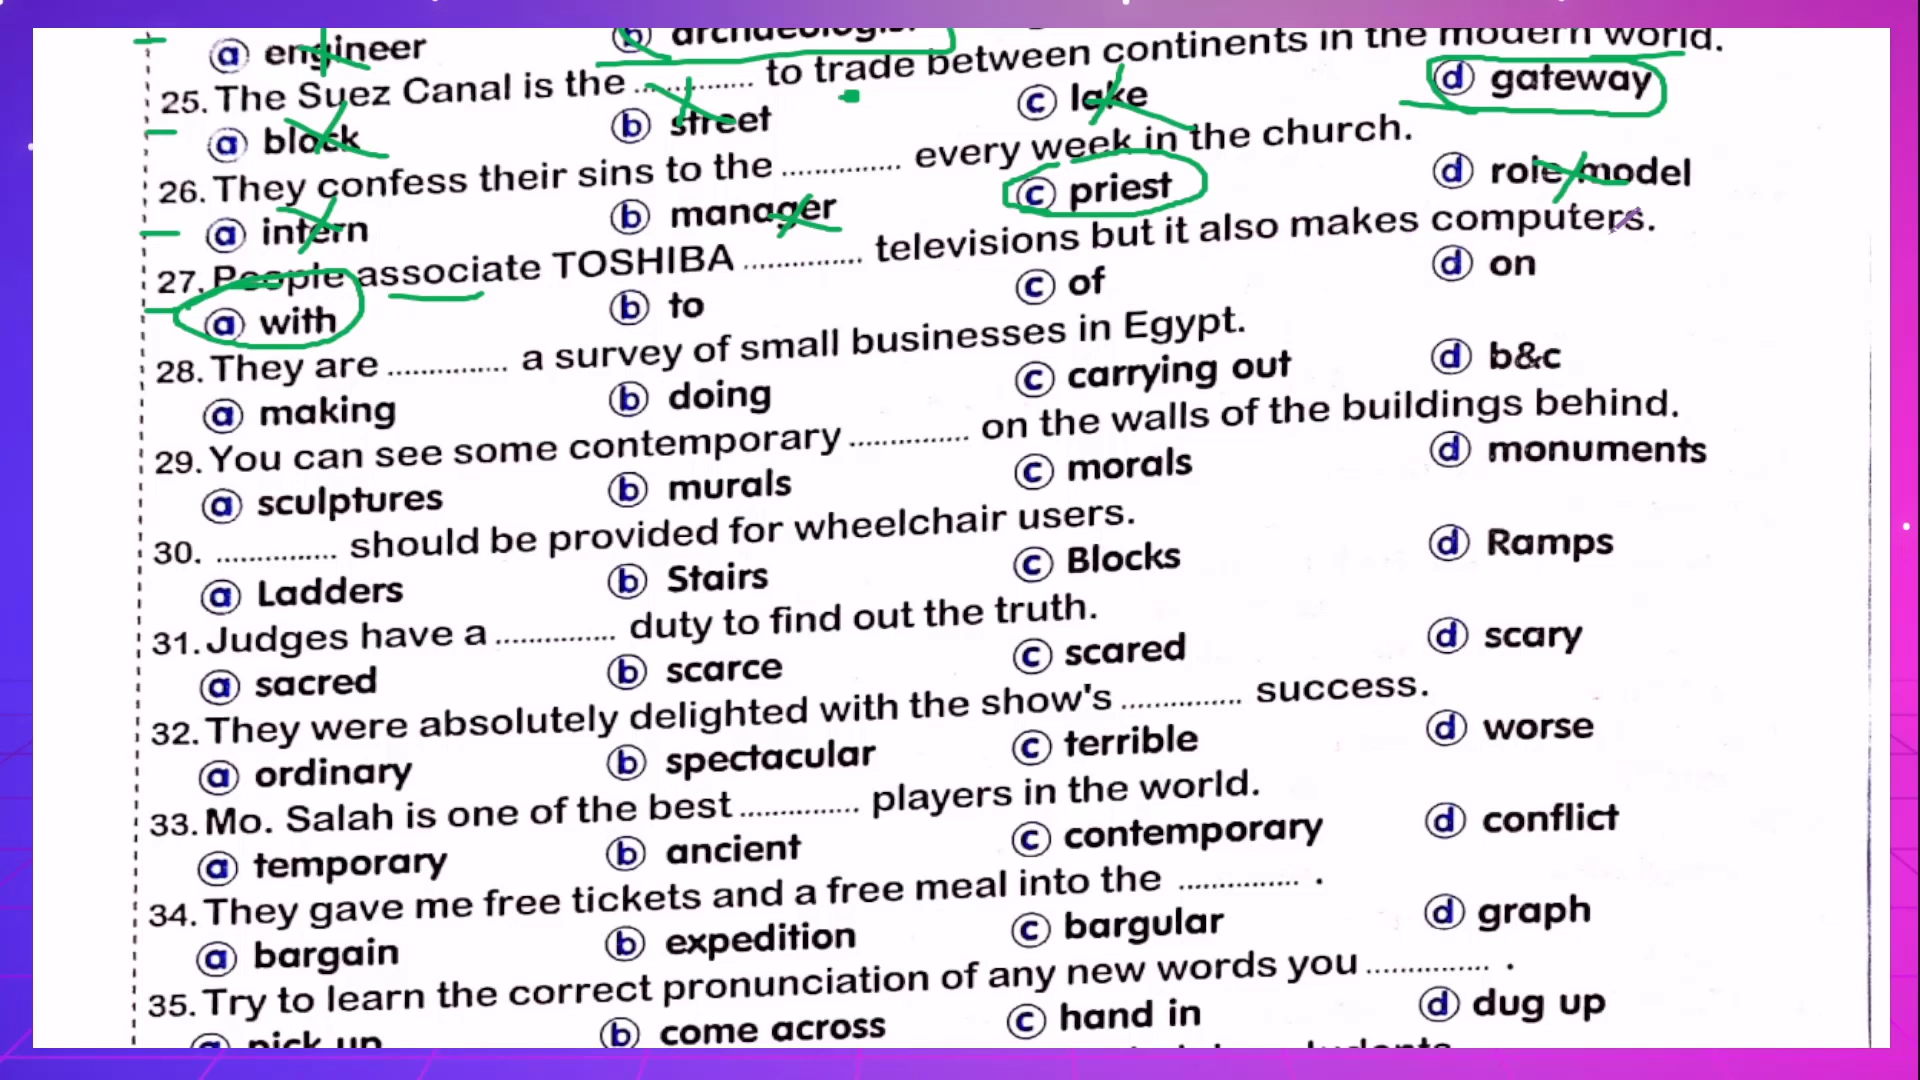 a engineer b archaeologist
25. The Suez Canal is the ............... to trade between continents in the modern world.
a block b street c lake d gateway
26. They confess their sins to the ............... every week in the church.
a intern b manager c priest d role model
27. People associate TOSHIBA ............... televisions but it also makes computers.
a with b to c of d on
28. They are ............... a survey of small businesses in Egypt.
a making b doing c carrying out d b&c
29. You can see some contemporary ............... on the walls of the buildings behind.
a sculptures b murals c morals d monuments
30. ............... should be provided for wheelchair users.
a Ladders b Stairs c Blocks d Ramps
31. Judges have a ............... duty to find out the truth.
a sacred b scarce c scared d scary
32. They were absolutely delighted with the show's ............... success.
a ordinary b spectacular c terrible d worse
33. Mo. Salah is one of the best ............... players in the world.
a temporary b ancient c contemporary d conflict
34. They gave me free tickets and a free meal into the ............... .
a bargain b expedition c bargular d graph
35. Try to learn the correct pronunciation of any new words you ............... .
a pick up b come across c hand in d dug up